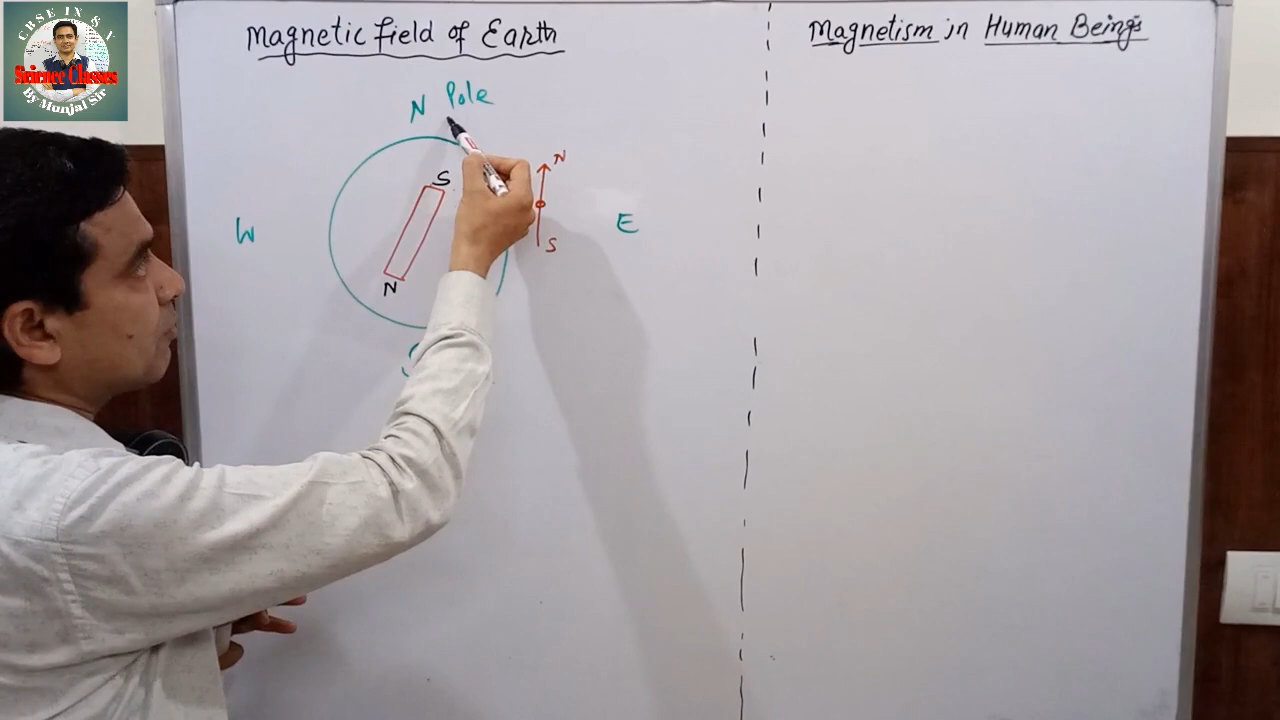 CBSE IX & X
Science Classes
By Munjal Sir
Magnetic field of Earth
Magnetism in Human Beings
N Pole
N
S
W
E
S
N
S